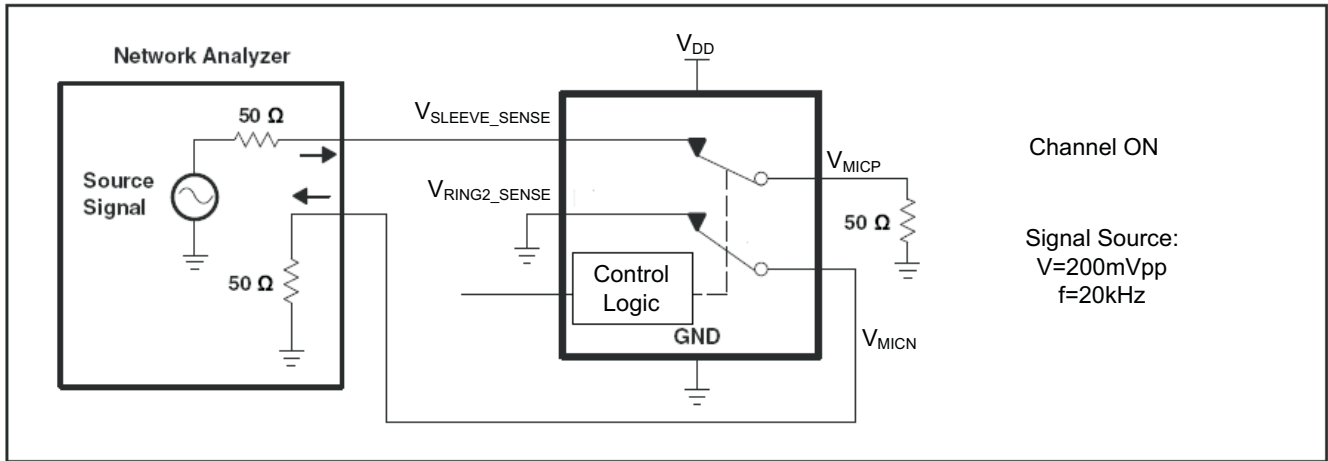 Network Analyzer
50 Ω
Source
Signal
50 Ω
V_SLEEVE_SENSE
V_RING2_SENSE
V_DD
Control
Logic
GND
V_MICP
50 Ω
V_MICN
Channel ON
Signal Source:
V=200mVpp
f=20kHz